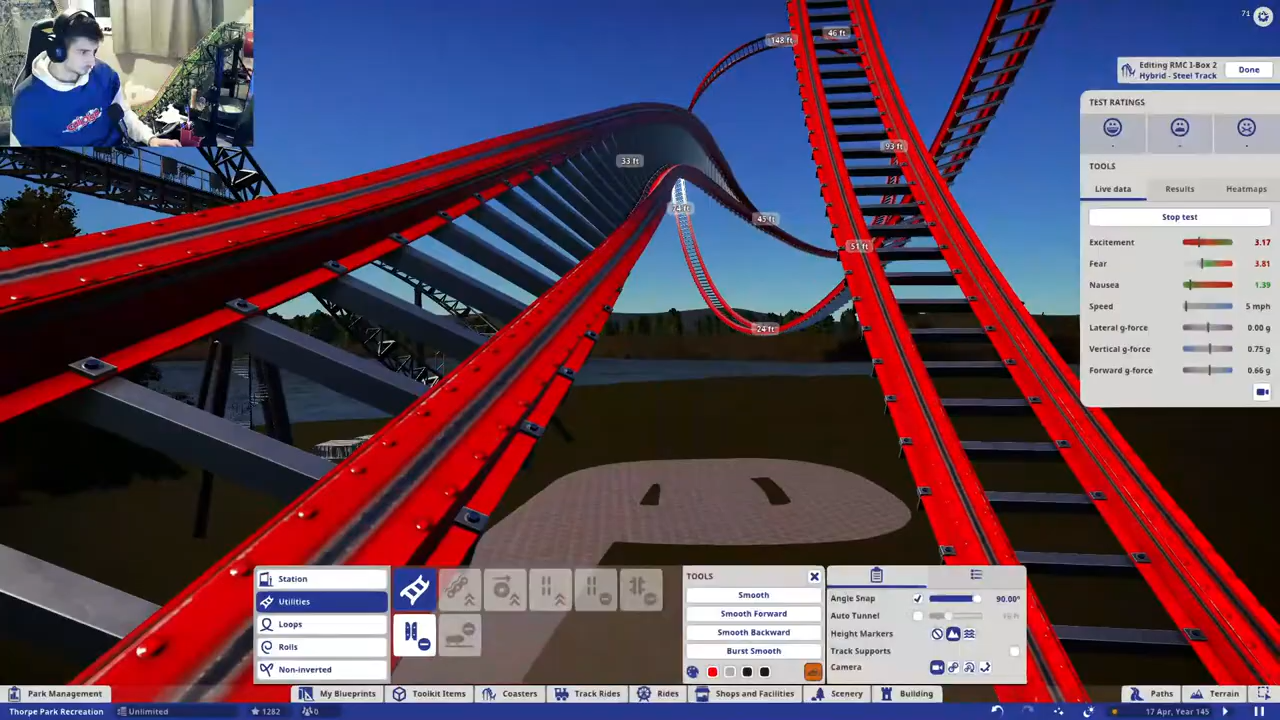 71
148 ft
46 ft
Editing RMC I-Box 2
Hybrid - Steel Track
Done
TEST RATINGS
93 ft
33 ft
TOOLS
Live data
Results
Heatmaps
74 ft
45 ft
Stop test
51 ft
Excitement
3.17
Fear
3.81
Nausea
1.39
Speed
5 mph
24 ft
Lateral g-force
0.00 g
Vertical g-force
0.75 g
Forward g-force
0.66 g
Station
Utilities
Loops
Rolls
Non-inverted
TOOLS
Smooth
Smooth Forward
Smooth Backward
Burst Smooth
Angle Snap
90.00°
Auto Tunnel
Height Markers
Track Supports
Camera
Park Management
My Blueprints
Toolkit Items
Coasters
Track Rides
Rides
Shops and Facilities
Scenery
Building
Paths
Terrain
Thorpe Park Recreation
Unlimited
1282
0
17 Apr, Year 145